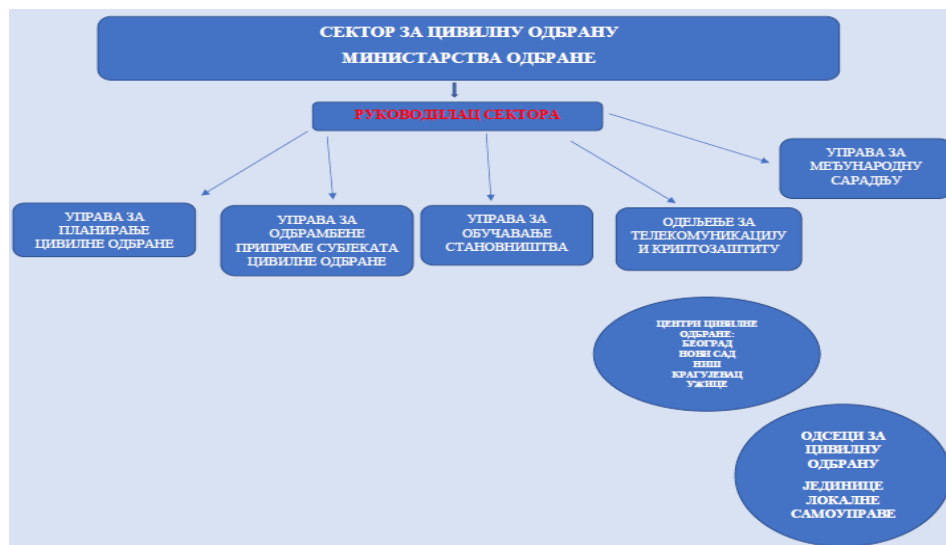 СЕКТОР ЗА ЦИВИЛНУ ОДБРАНУ
МИНИСТАРСТВА ОДБРАНЕ
РУКОВОДИЛАЦ СЕКТОРА
УПРАВА ЗА
МЕЂУНАРОДНУ
САРАДЊУ
УПРАВА ЗА
ПЛАНИРАЊЕ
ЦИВИЛНЕ ОДБРАНЕ
УПРАВА ЗА
ОДБРАМБЕНЕ
ПРИПРЕМЕ СУБЈЕКАТА
ЦИВИЛНЕ ОДБРАНЕ
УПРАВА ЗА
ОБУЧАВАЊЕ
СТАНОВНИШТВА
ОДЕЉЕЊЕ ЗА
ТЕЛЕКОМУНИКАЦИЈУ
И КРИПТОЗАШТИТУ
ЦЕНТРИ ЦИВИЛНЕ
ОДБРАНЕ:
БЕОГРАД
НОВИ САД
НИШ
КРАГУЈЕВАЦ
УЖИЦЕ
ОДСЕЦИ ЗА
ЦИВИЛНУ
ОДБРАНУ
ЈЕДИНИЦЕ
ЛОКАЛНЕ
САМОУПРАВЕ